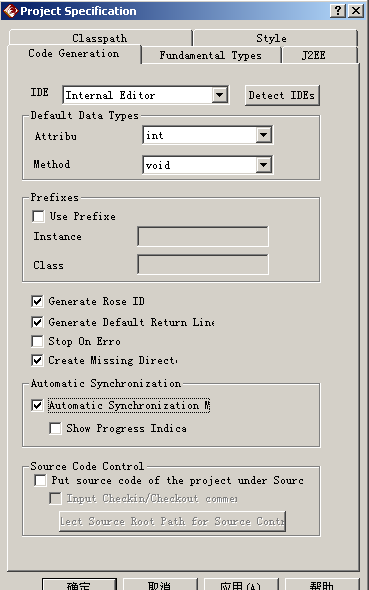 Project Specification
Classpath
Style
Code Generation
Fundamental Types
J2EE
IDE
Internal Editor
Detect IDEs
Default Data Types
Attribu
int
Method
void
Prefixes
Use Prefixe
Instance
Class
Generate Rose ID
Generate Default Return Line
Stop On Erro
Create Missing Direct
Automatic Synchronization
Automatic Synchronization M
Show Progress Indica
Source Code Control
Put source code of the project under Sourc
Input Checkin/Checkout commen
lect Source Root Path for Source Contr
确定
取消
应用(A)
帮助